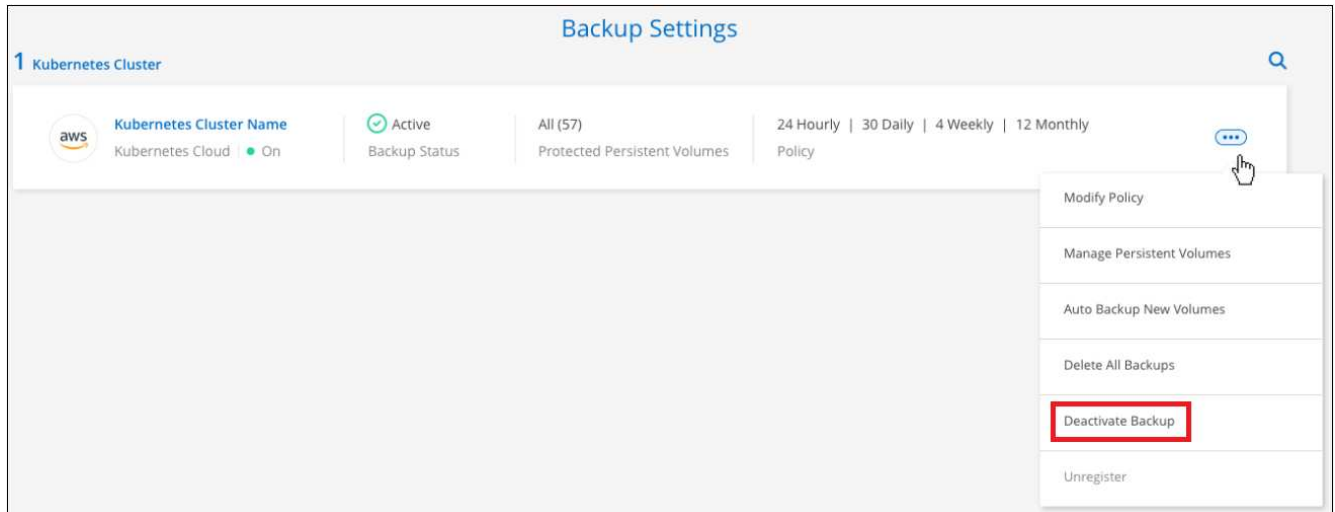 Backup Settings
1 Kubernetes Cluster
aws
Kubernetes Cluster Name
Kubernetes Cloud
On
Active
Backup Status
All (57)
Protected Persistent Volumes
24 Hourly | 30 Daily | 4 Weekly | 12 Monthly
Policy
Modify Policy
Manage Persistent Volumes
Auto Backup New Volumes
Delete All Backups
Deactivate Backup
Unregister